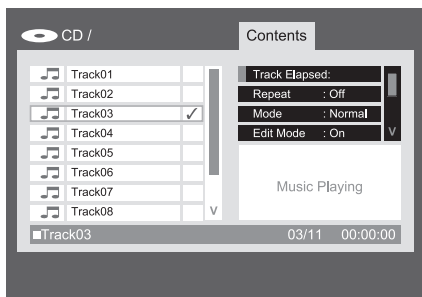 CD /
Contents
Track01
Track02
Track03 ✓
Track04
Track05
Track06
Track07
Track08
V
Track Elapsed:
Repeat : Off
Mode : Normal
Edit Mode : On
V
Music Playing
Track03 03/11 00:00:00